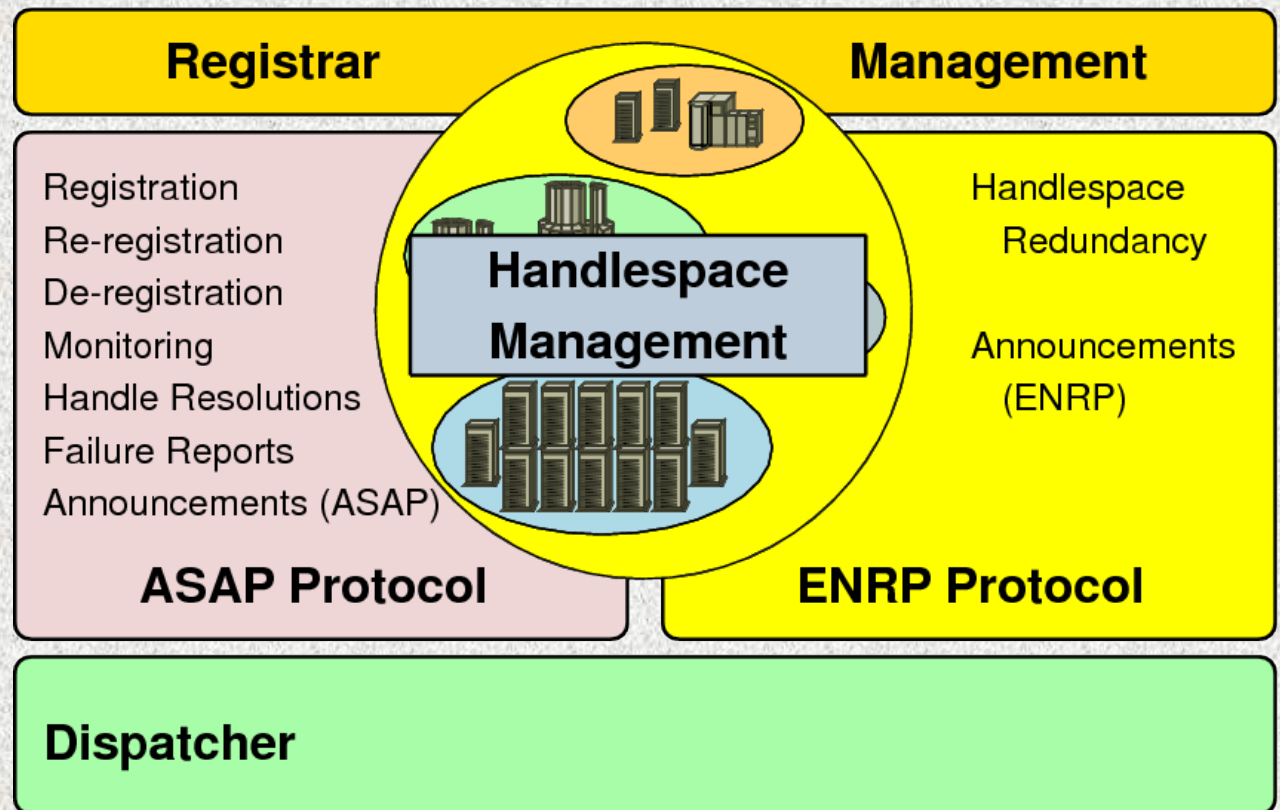 Registrar Management
Registration
Re-registration
De-registration
Monitoring
Handle Resolutions
Failure Reports
Announcements (ASAP)
ASAP Protocol
Handlespace
Management
Handlespace
Redundancy
Announcements
(ENRP)
ENRP Protocol
Dispatcher